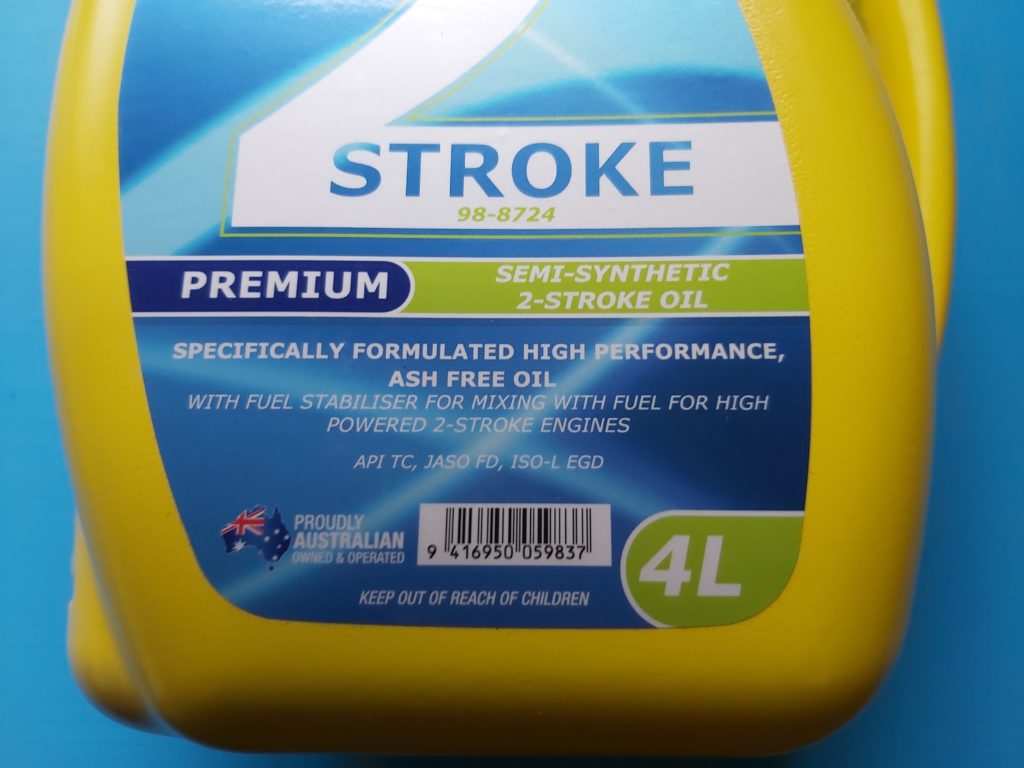 2
STROKE
98-8724
PREMIUM
SEMI-SYNTHETIC
2-STROKE OIL
SPECIFICALLY FORMULATED HIGH PERFORMANCE,
ASH FREE OIL
WITH FUEL STABILISER FOR MIXING WITH FUEL FOR HIGH
POWERED 2-STROKE ENGINES
API TC, JASO FD, ISO-L EGD
PROUDLY
AUSTRALIAN
OWNED & OPERATED
9 416950 059837
4L
KEEP OUT OF REACH OF CHILDREN